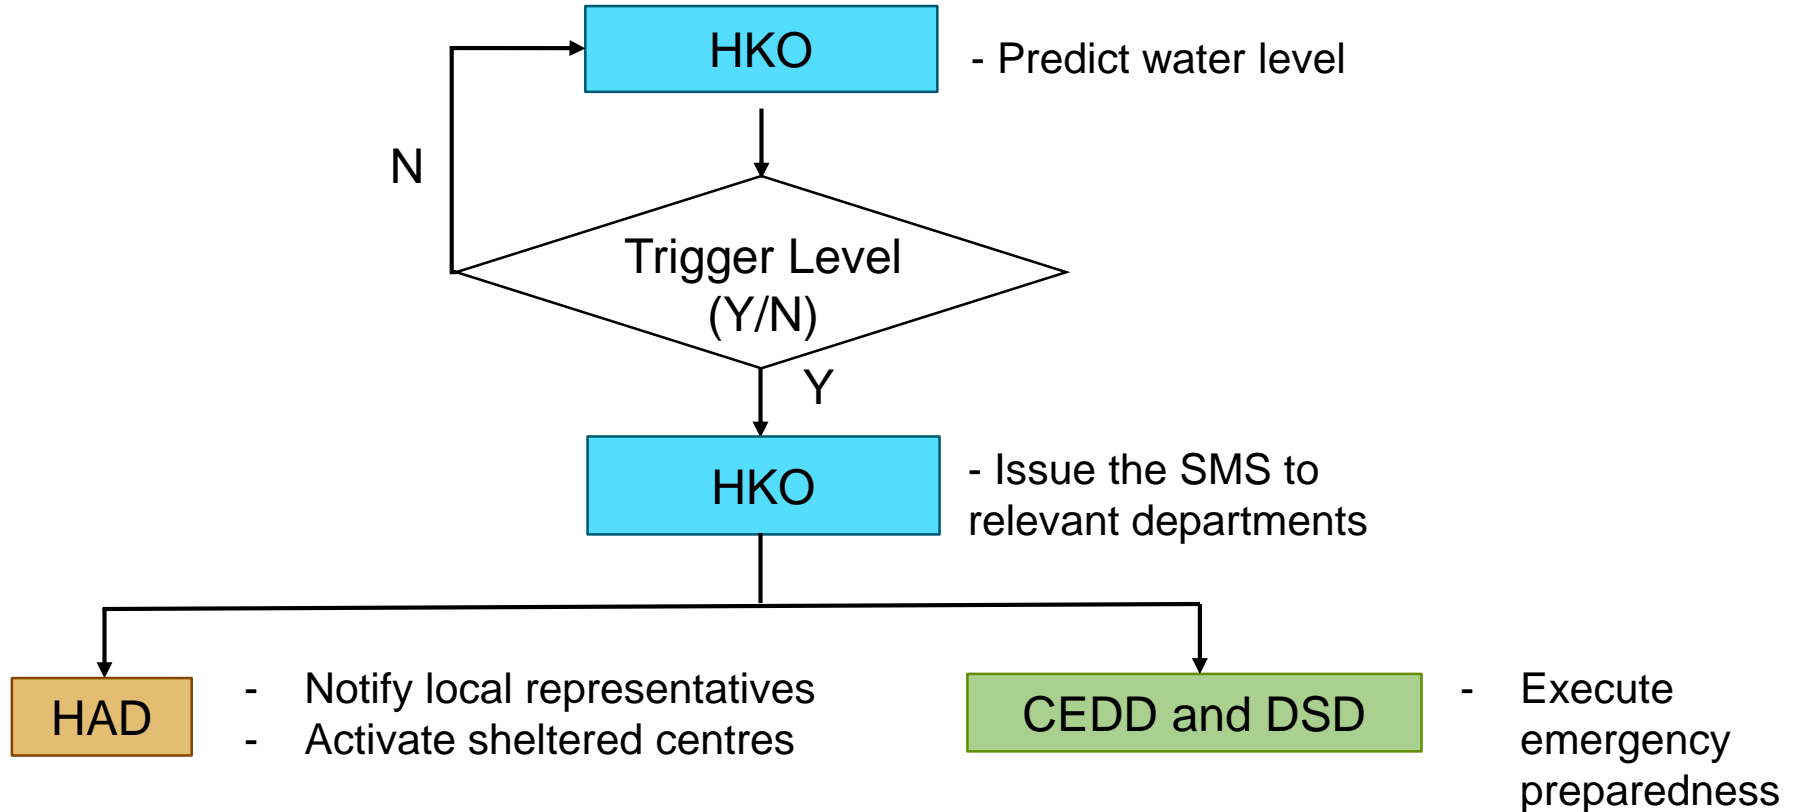 HKO
- Predict water level
N
Trigger Level
(Y/N)
Y
HKO
- Issue the SMS to
relevant departments
HAD
- Notify local representatives
- Activate sheltered centres
CEDD and DSD
- Execute
emergency
preparedness